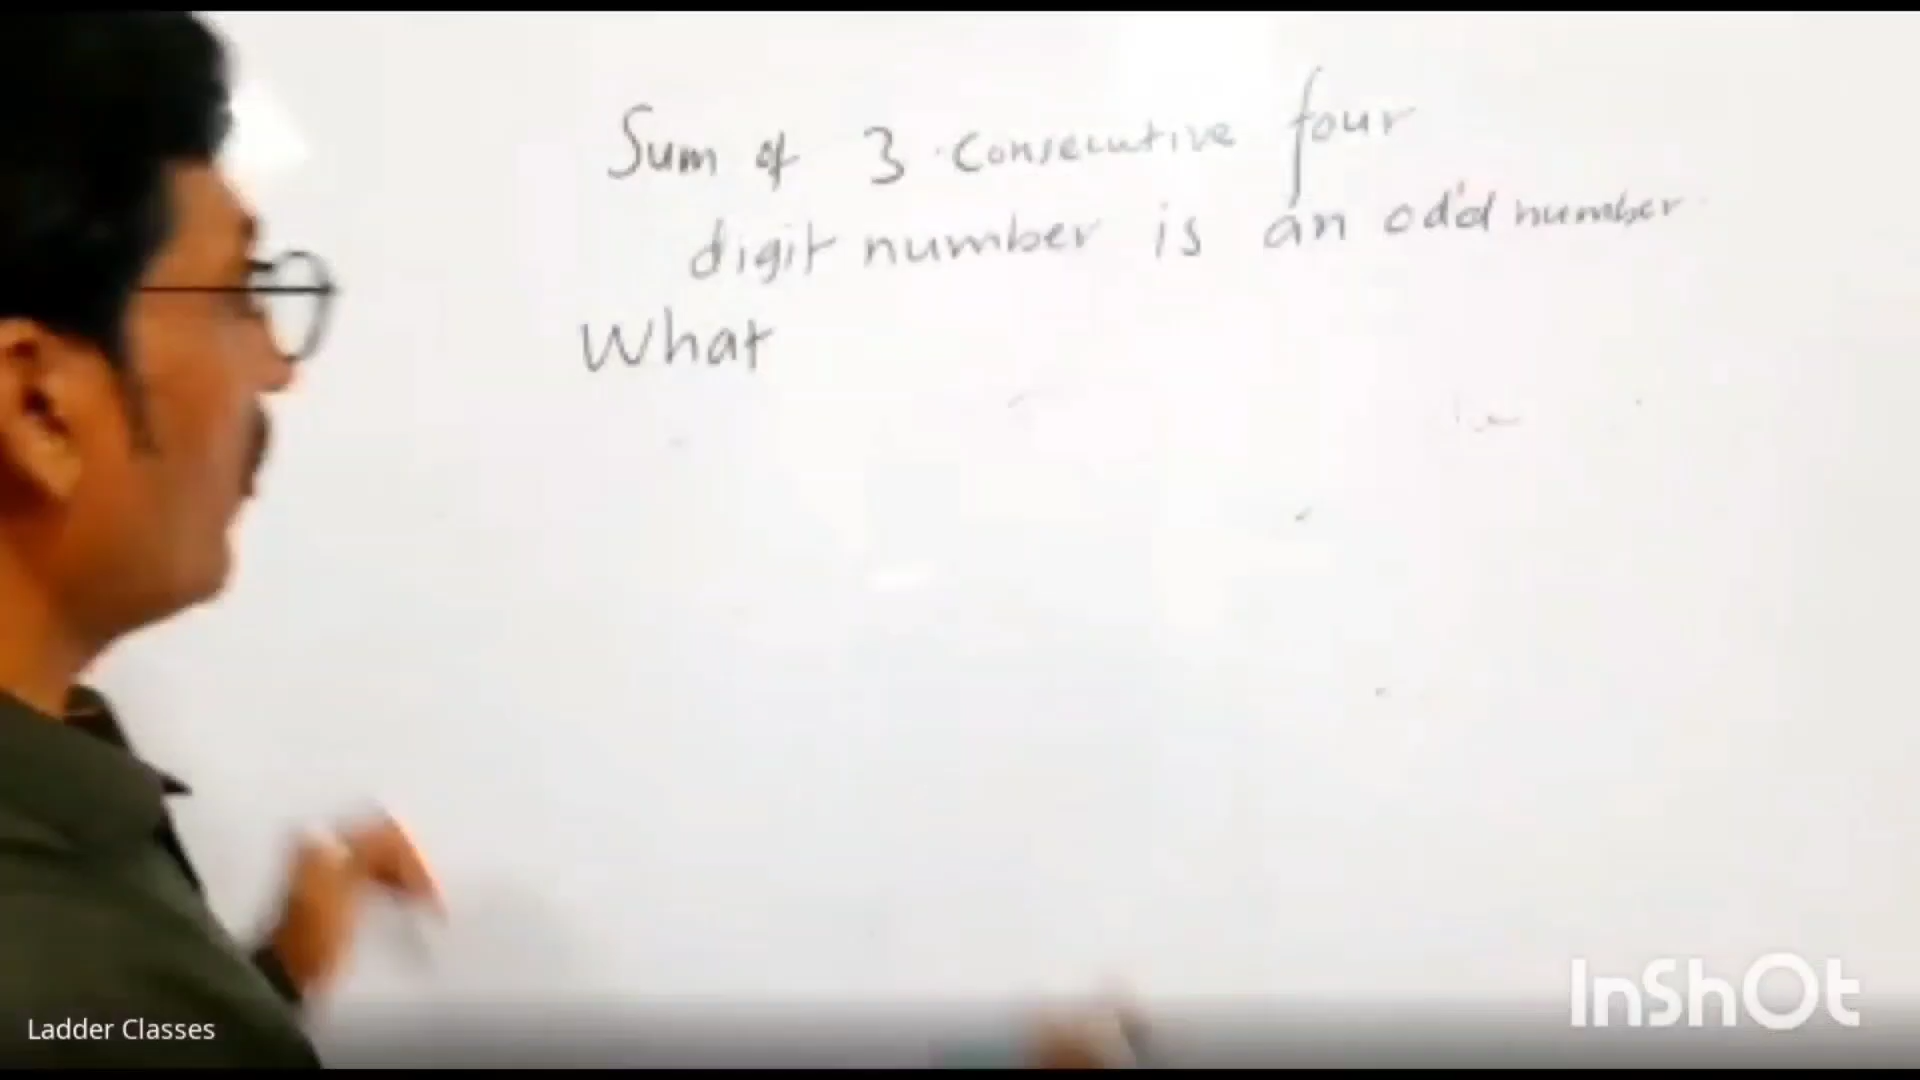 Sum of 3 consecutive four
digit number is an odd number.
What
Ladder Classes
InShOt